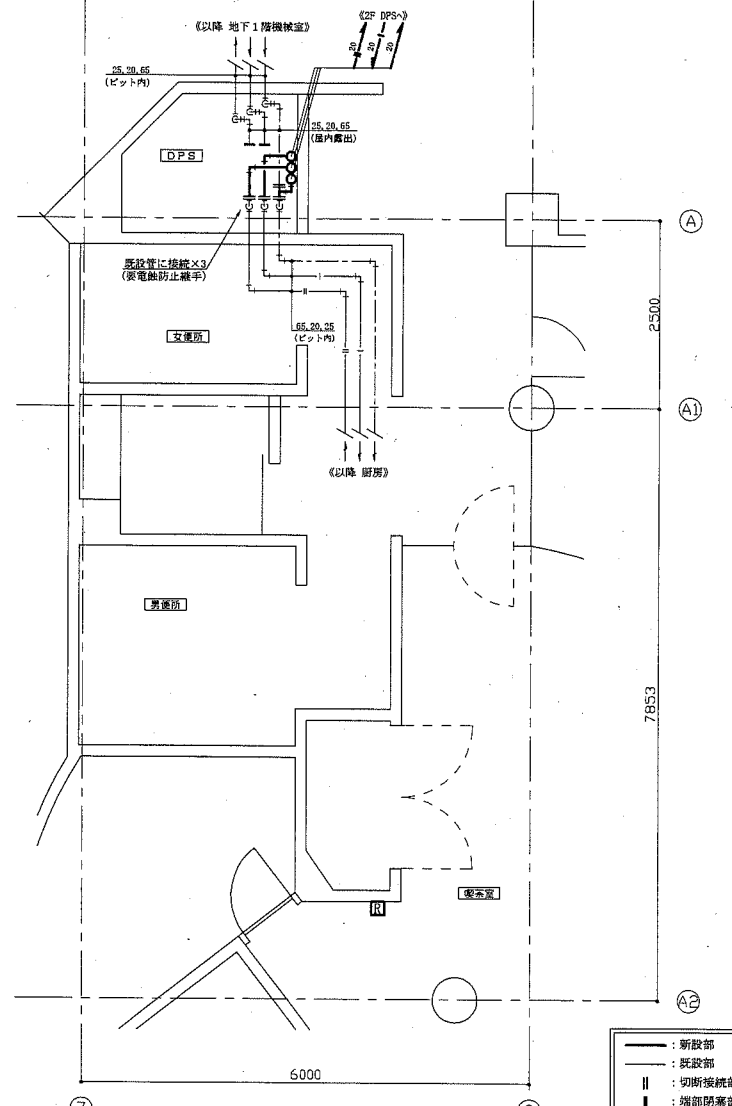 《以降 地下1階機械室》
《2F DPSへ》
20
20
20
25,20,65
(ピット内)
25,20,65
(屋内露出)
DPS
既設管に接続×3
(要電蝕防止継手)
女便所
65,20,25
(ピット内)
A
2500
A1
《以降 厨房》
男便所
7853
喫茶室
R
A2
6000
7
: 新設部
: 既設部
: 切断接続部
: 端部閉塞部